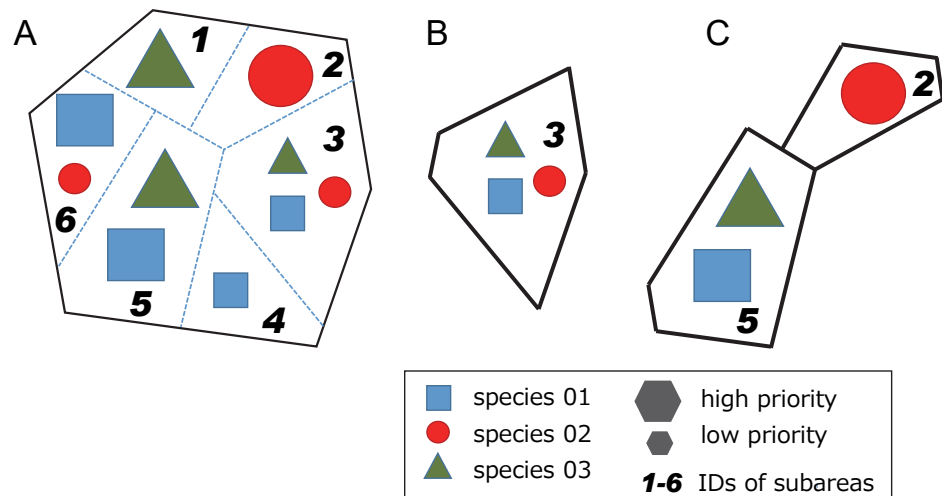 A
1
2
3
4
5
6
B
3
C
2
5
species 01
species 02
species 03
high priority
low priority
1-6 IDs of subareas